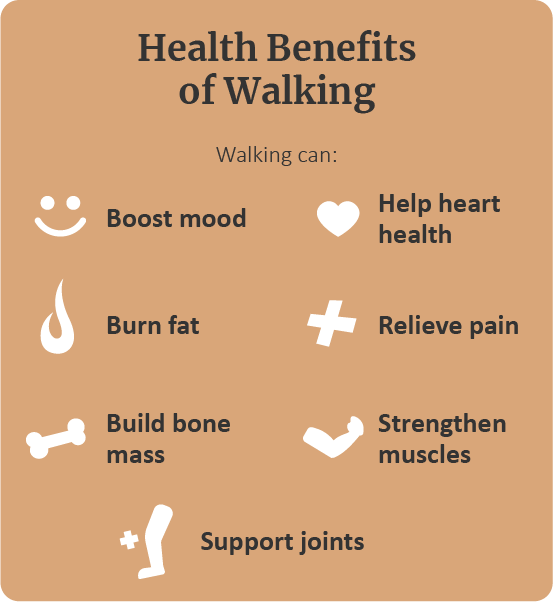 Health Benefits
of Walking
Walking can:
Boost mood
Help heart
health
Burn fat
Relieve pain
Build bone
mass
Strengthen
muscles
Support joints